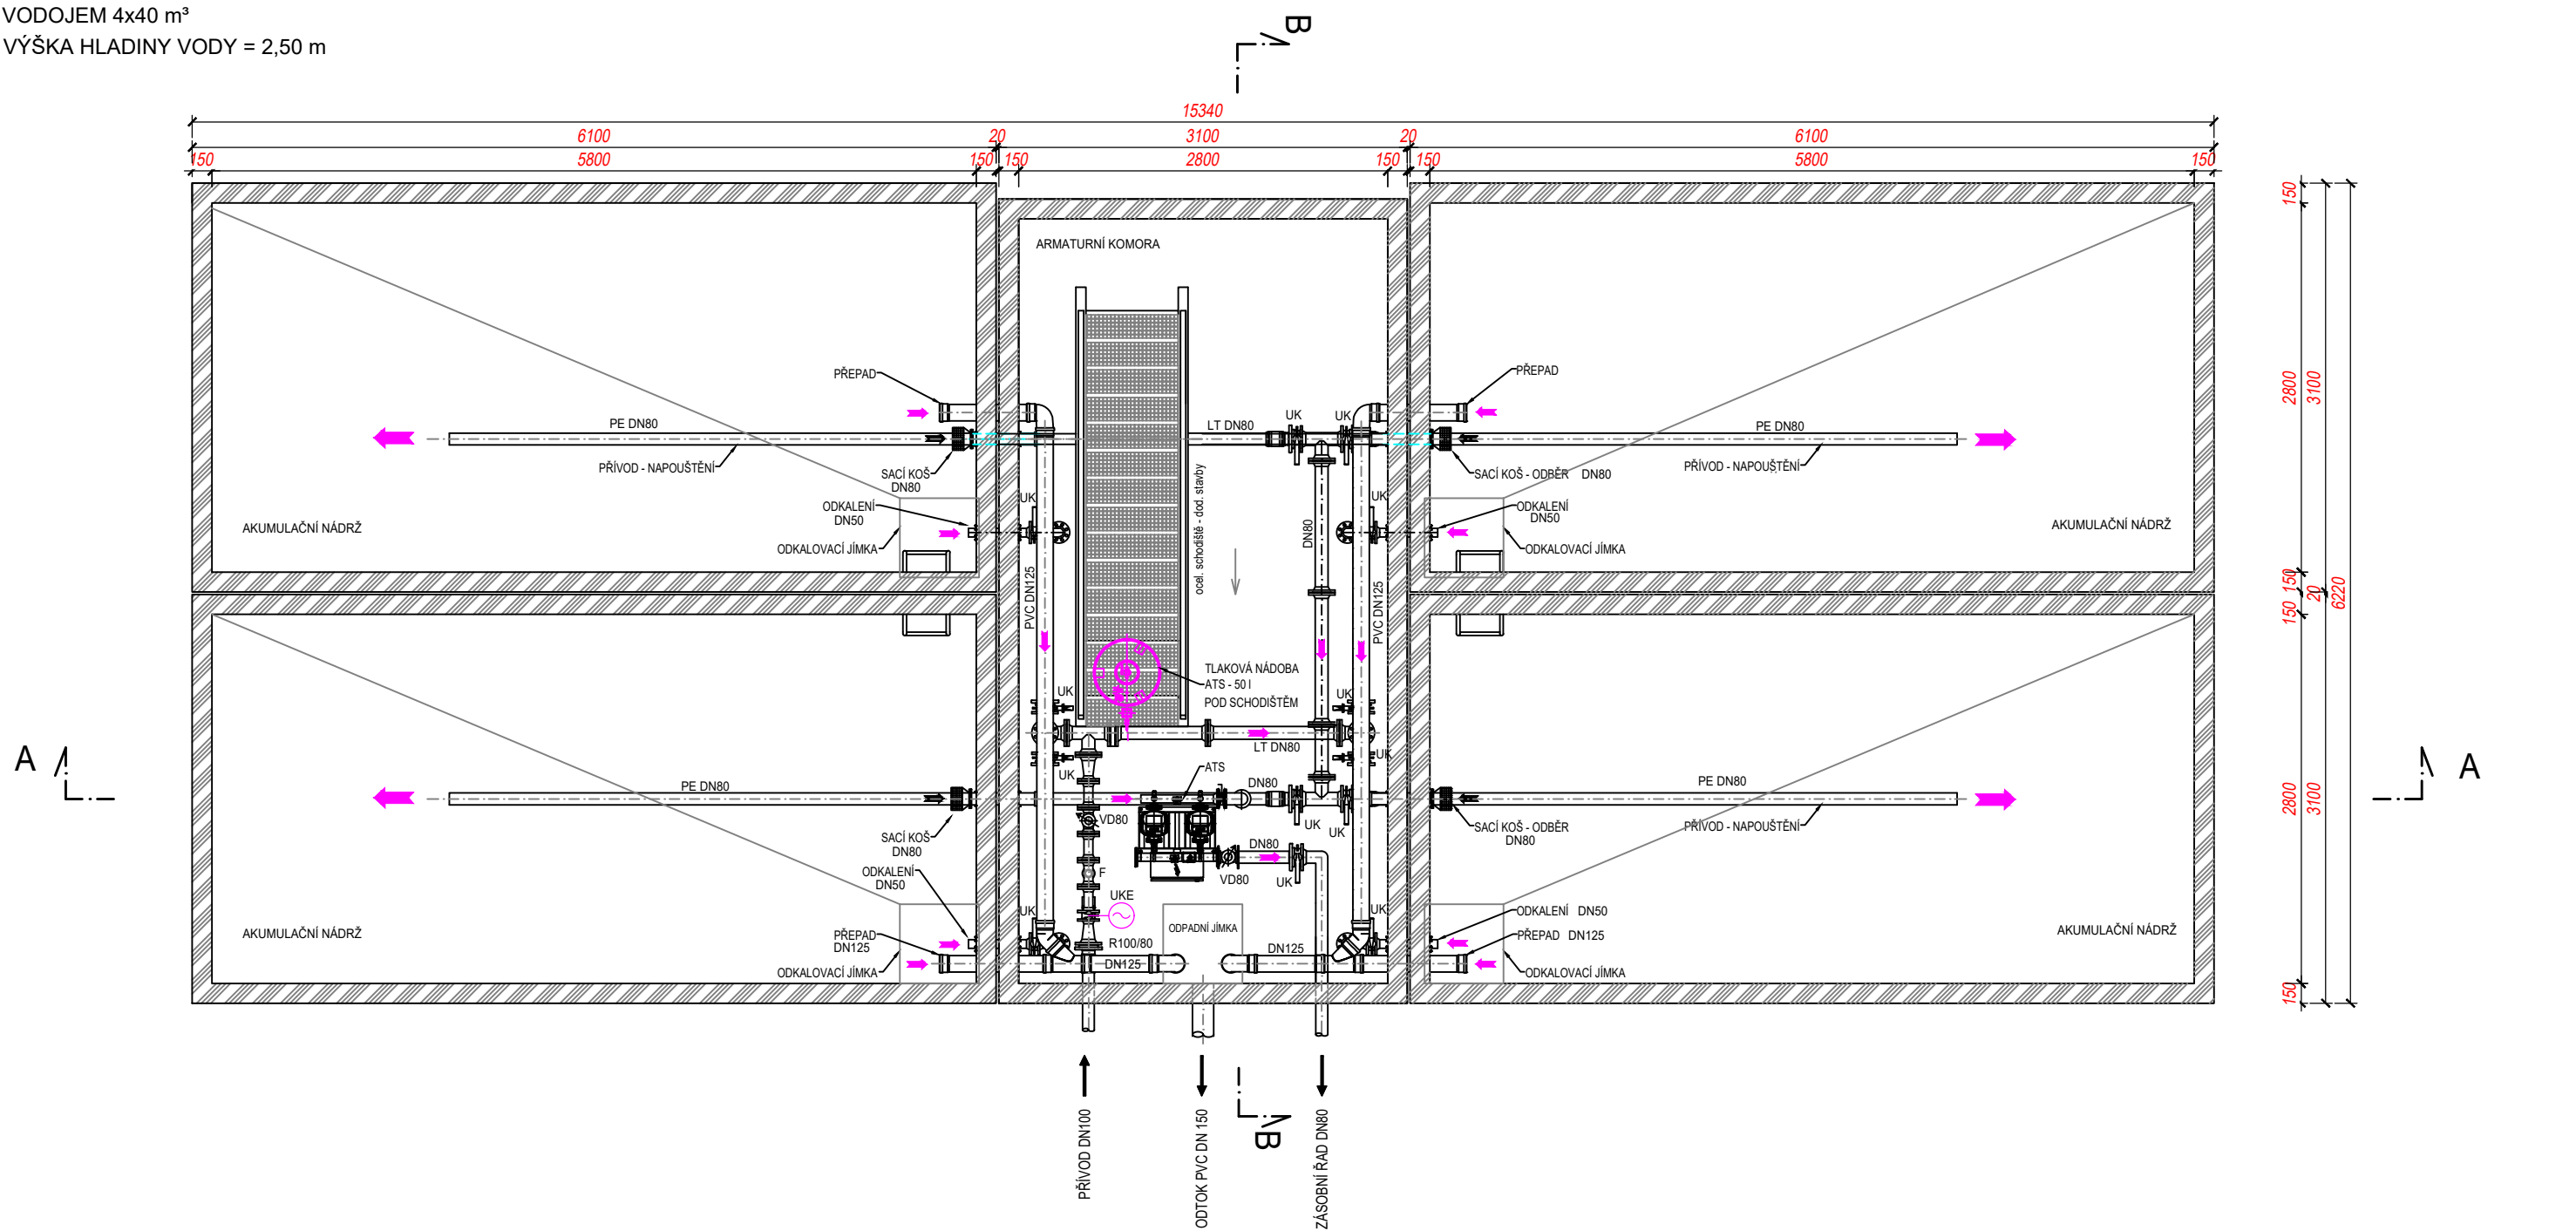 VODOJEM 4x40 m³
VÝŠKA HLADINY VODY = 2,50 m
B
15340
6100
20
3100
20
6100
150
5800
150
150
2800
150
150
5800
150
ARMATURNÍ KOMORA
150
2800
3100
150
20
6220
150
2800
3100
150
PŘEPAD
PE DN80
PŘÍVOD - NAPOUŠTĚNÍ
SACÍ KOŠ
DN80
ODKALENÍ
DN50
ODKALOVACÍ JÍMKA
AKUMULAČNÍ NÁDRŽ
UK
PVC DN125
LT DN80
UK
UK
ocel. schodiště - dod. stavby
DN80
UK
PVC DN125
PŘEPAD
PE DN80
SACÍ KOŠ - ODBĚR DN80
PŘÍVOD - NAPOUŠTĚNÍ
ODKALENÍ
DN50
ODKALOVACÍ JÍMKA
AKUMULAČNÍ NÁDRŽ
TLAKOVÁ NÁDOBA
ATS - 50 l
POD SCHODIŠTĚM
UK
UK
LT DN80
UK
UK
A
A
PE DN80
SACÍ KOŠ
DN80
ODKALENÍ
DN50
AKUMULAČNÍ NÁDRŽ
PŘEPAD
DN125
ODKALOVACÍ JÍMKA
ATS
DN80
VD80
UK
UK
DN80
VD80
UK
F
UKE
UK
R100/80
DN125
ODPADNÍ JÍMKA
DN125
UK
PE DN80
SACÍ KOŠ - ODBĚR
DN80
PŘÍVOD - NAPOUŠTĚNÍ
ODKALENÍ DN50
PŘEPAD DN125
ODKALOVACÍ JÍMKA
AKUMULAČNÍ NÁDRŽ
PŘÍVOD DN100
ODTOK PVC DN 150
B
ZÁSOBNÍ ŘAD DN80